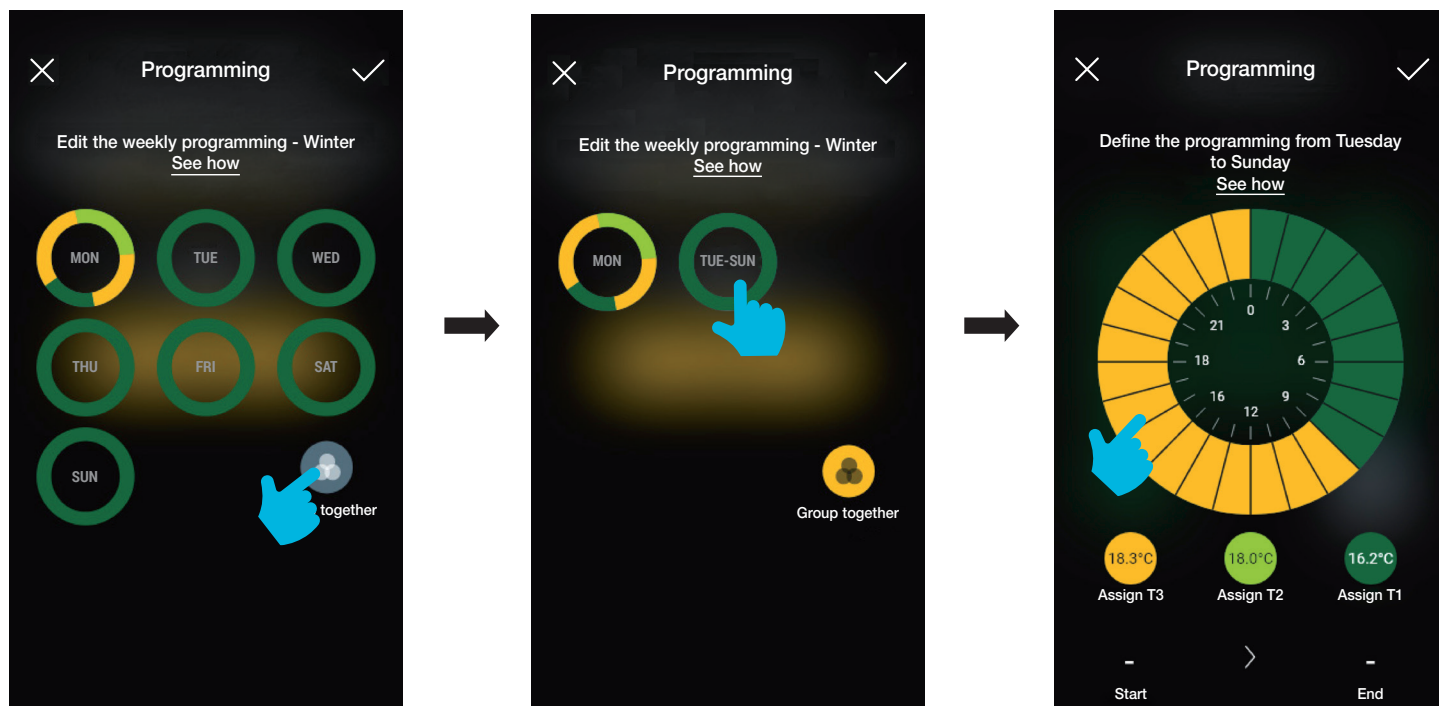 Programming
Edit the weekly programming - Winter
See how
MON
TUE
WED
THU
FRI
SAT
SUN
together
Programming
Edit the weekly programming - Winter
See how
MON
TUE-SUN
Group together
Programming
Define the programming from Tuesday
to Sunday
See how
0
3
6
9
12
16
18
21
18.3°C
18.0°C
16.2°C
Assign T3
Assign T2
Assign T1
-
-
Start
End